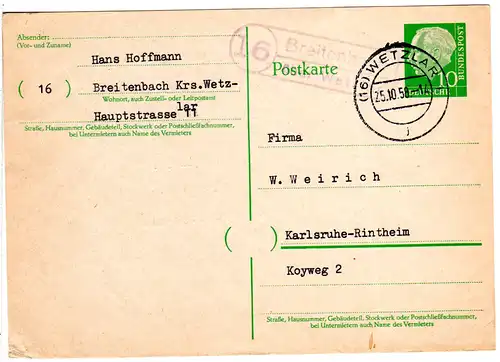 Absender:
(Vor- und Zuname)
Hans Hoffmann
( 16 )
Breitenbach Krs.Wetz-
lar
Wohnort, auch Zustell- oder Leitpostamt
Hauptstrasse 11
Straße, Hausnummer, Gebäudeteil, Stockwerk oder Postschließfachnummer,
bei Untermietern auch Name des Vermieters
16
Postkarte
(16) WETZLAR
25.10.56
DEUTSCHE
BUNDESPOST
10
Firma
W. Weirich
( )
Karlsruhe-Rintheim
Koyweg 2
Straße, Hausnummer, Gebäudeteil, Stockwerk oder Postschließfachnummer,
bei Untermietern auch Name des Vermieters